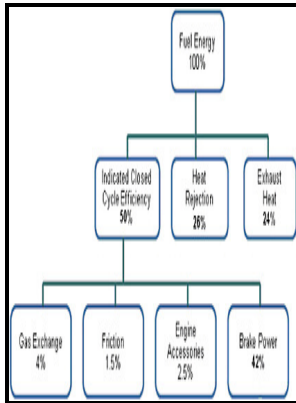 Fuel Energy
100%
Indicated Closed
Cycle Efficiency
50%
Heat
Rejection
26%
Exhaust
Heat
24%
Gas Exchange
4%
Friction
1.5%
Engine
Accessories
2.5%
Brake Power
42%